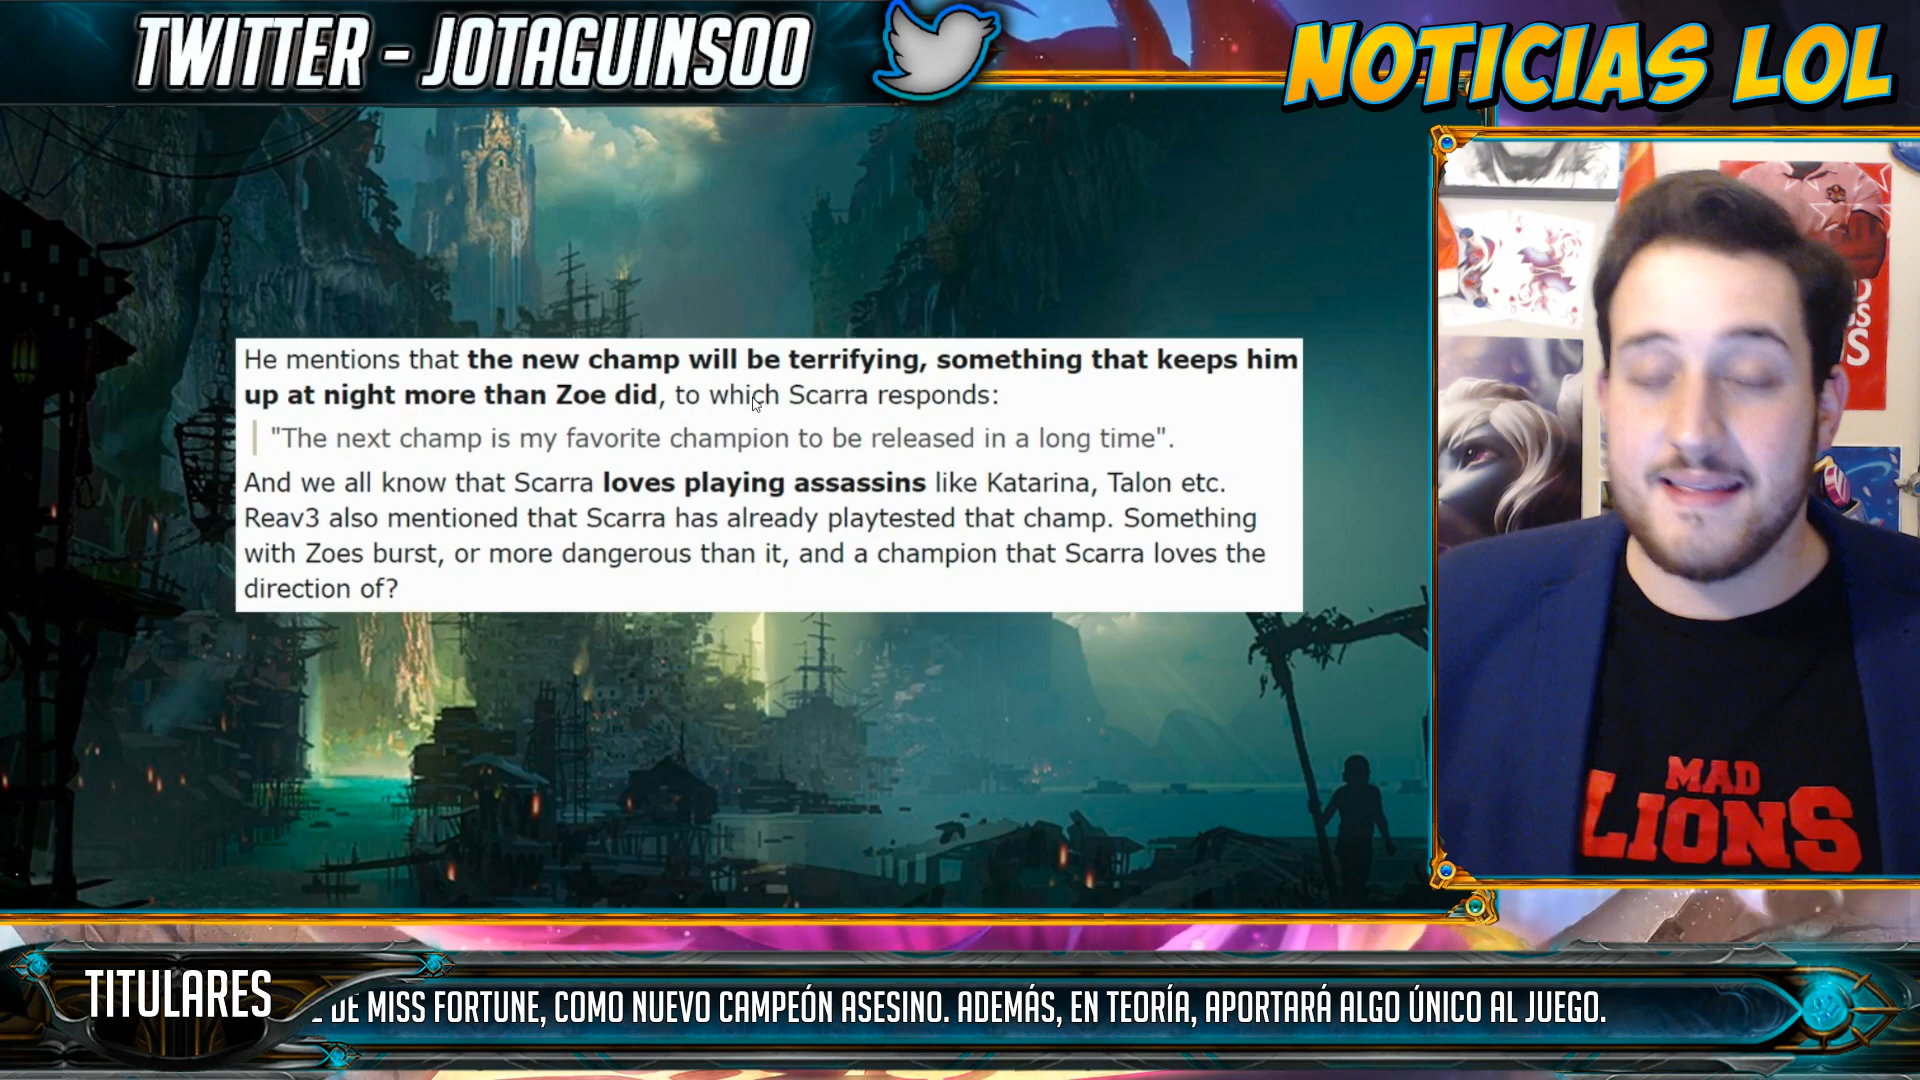 TWITTER - JOTAGUINSOO
NOTICIAS LOL
He mentions that the new champ will be terrifying, something that keeps him
up at night more than Zoe did, to which Scarra responds:
"The next champ is my favorite champion to be released in a long time".
And we all know that Scarra loves playing assassins like Katarina, Talon etc.
Reav3 also mentioned that Scarra has already playtested that champ. Something
with Zoes burst, or more dangerous than it, and a champion that Scarra loves the
direction of?
MAD
LIONS
TITULARES
DE MISS FORTUNE, COMO NUEVO CAMPEÓN ASESINO. ADEMÁS, EN TEORÍA, APORTARÁ ALGO ÚNICO AL JUEGO.